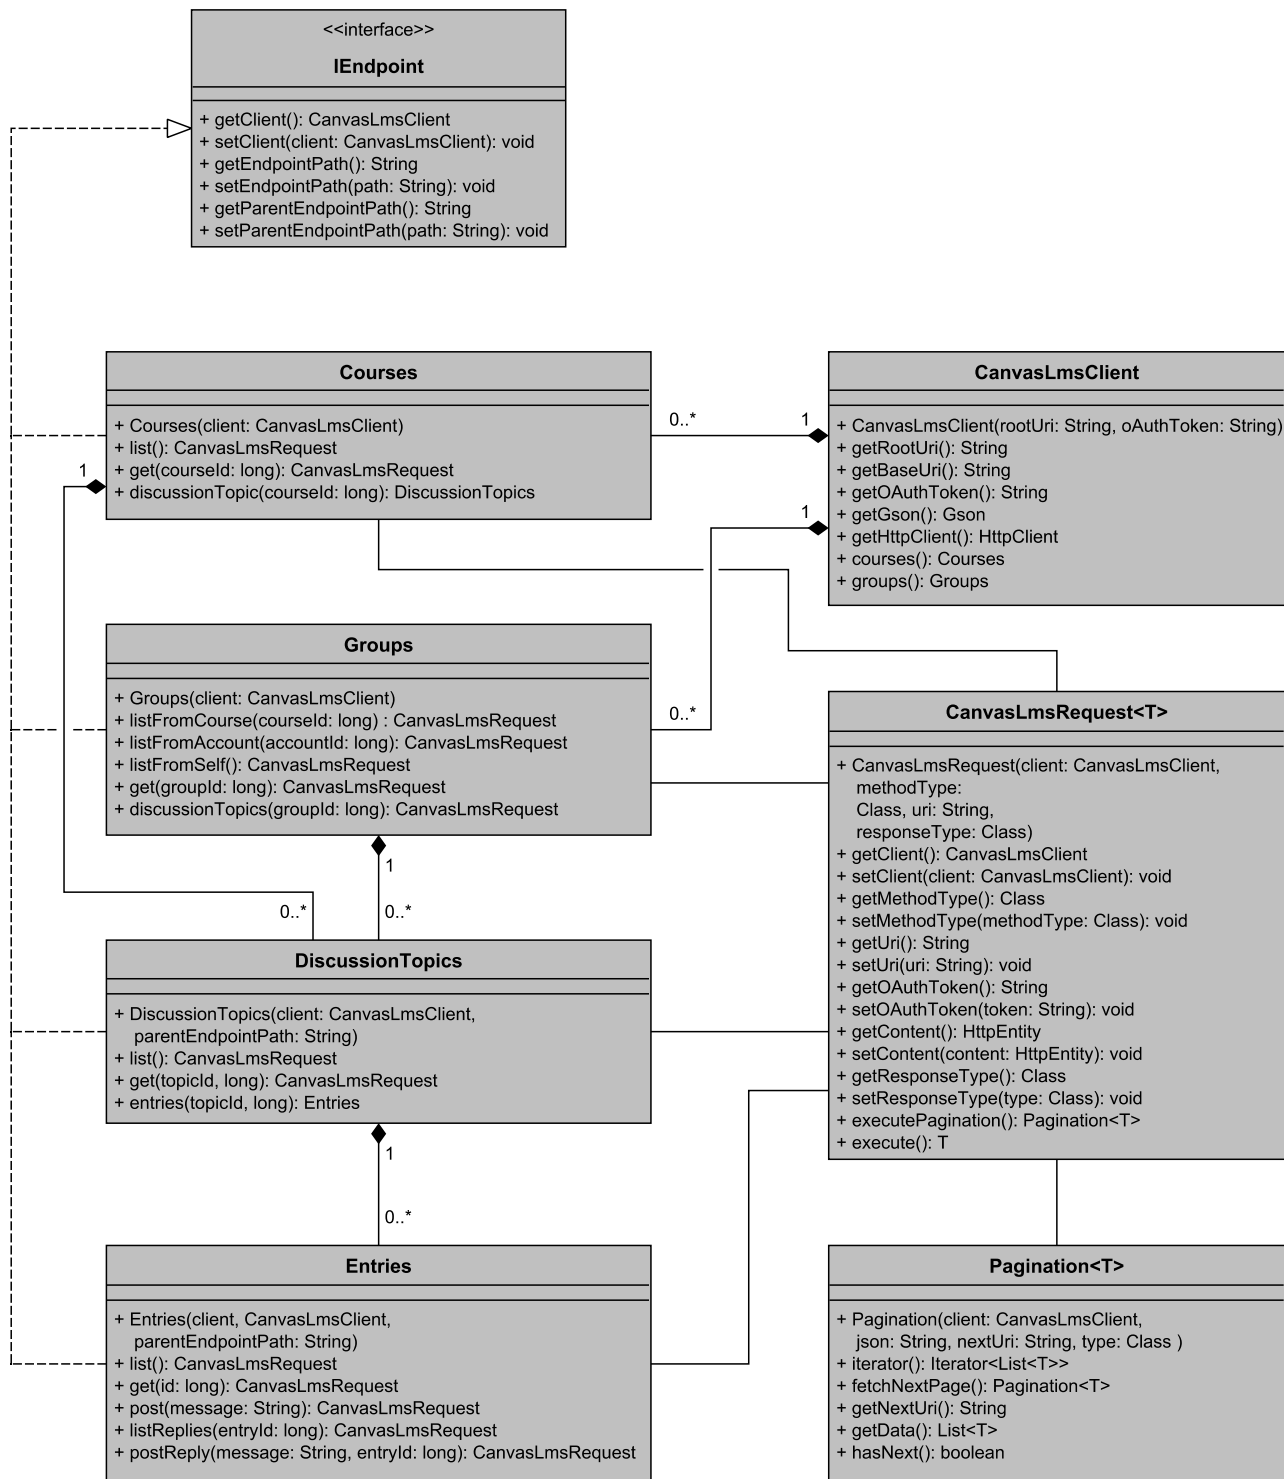 <<interface>>
IEndpoint
+ getClient(): CanvasLmsClient
+ setClient(client: CanvasLmsClient): void
+ getEndpointPath(): String
+ setEndpointPath(path: String): void
+ getParentEndpointPath(): String
+ setParentEndpointPath(path: String): void
Courses
+ Courses(client: CanvasLmsClient)
+ list(): CanvasLmsRequest
+ get(courseId: long): CanvasLmsRequest
+ discussionTopic(courseId: long): DiscussionTopics
0..*
1
1
CanvasLmsClient
+ CanvasLmsClient(rootUri: String, oAuthToken: String)
+ getRootUri(): String
+ getBaseUri(): String
+ getOAuthToken(): String
+ getGson(): Gson
+ getHttpClient(): HttpClient
+ courses(): Courses
+ groups(): Groups
1
Groups
+ Groups(client: CanvasLmsClient)
+ listFromCourse(courseId: long) : CanvasLmsRequest
+ listFromAccount(accountId: long): CanvasLmsRequest
+ listFromSelf(): CanvasLmsRequest
+ get(groupId: long): CanvasLmsRequest
+ discussionTopics(groupId: long): CanvasLmsRequest
0..*
1
0..*
0..*
CanvasLmsRequest<T>
+ CanvasLmsRequest(client: CanvasLmsClient,
methodType:
Class, uri: String,
responseType: Class)
+ getClient(): CanvasLmsClient
+ setClient(client: CanvasLmsClient): void
+ getMethodType(): Class
+ setMethodType(methodType: Class): void
+ getUri(): String
+ setUri(uri: String): void
+ getOAuthToken(): String
+ setOAuthToken(token: String): void
+ getContent(): HttpEntity
+ setContent(content: HttpEntity): void
+ getResponseType(): Class
+ setResponseType(type: Class): void
+ executePagination(): Pagination<T>
+ execute(): T
DiscussionTopics
+ DiscussionTopics(client: CanvasLmsClient,
parentEndpointPath: String)
+ list(): CanvasLmsRequest
+ get(topicId, long): CanvasLmsRequest
+ entries(topicId, long): Entries
1
0..*
Entries
+ Entries(client, CanvasLmsClient,
parentEndpointPath: String)
+ list(): CanvasLmsRequest
+ get(id: long): CanvasLmsRequest
+ post(message: String): CanvasLmsRequest
+ listReplies(entryId: long): CanvasLmsRequest
+ postReply(message: String, entryId: long): CanvasLmsRequest
Pagination<T>
+ Pagination(client: CanvasLmsClient,
json: String, nextUri: String, type: Class )
+ iterator(): Iterator<List<T>>
+ fetchNextPage(): Pagination<T>
+ getNextUri(): String
+ getData(): List<T>
+ hasNext(): boolean